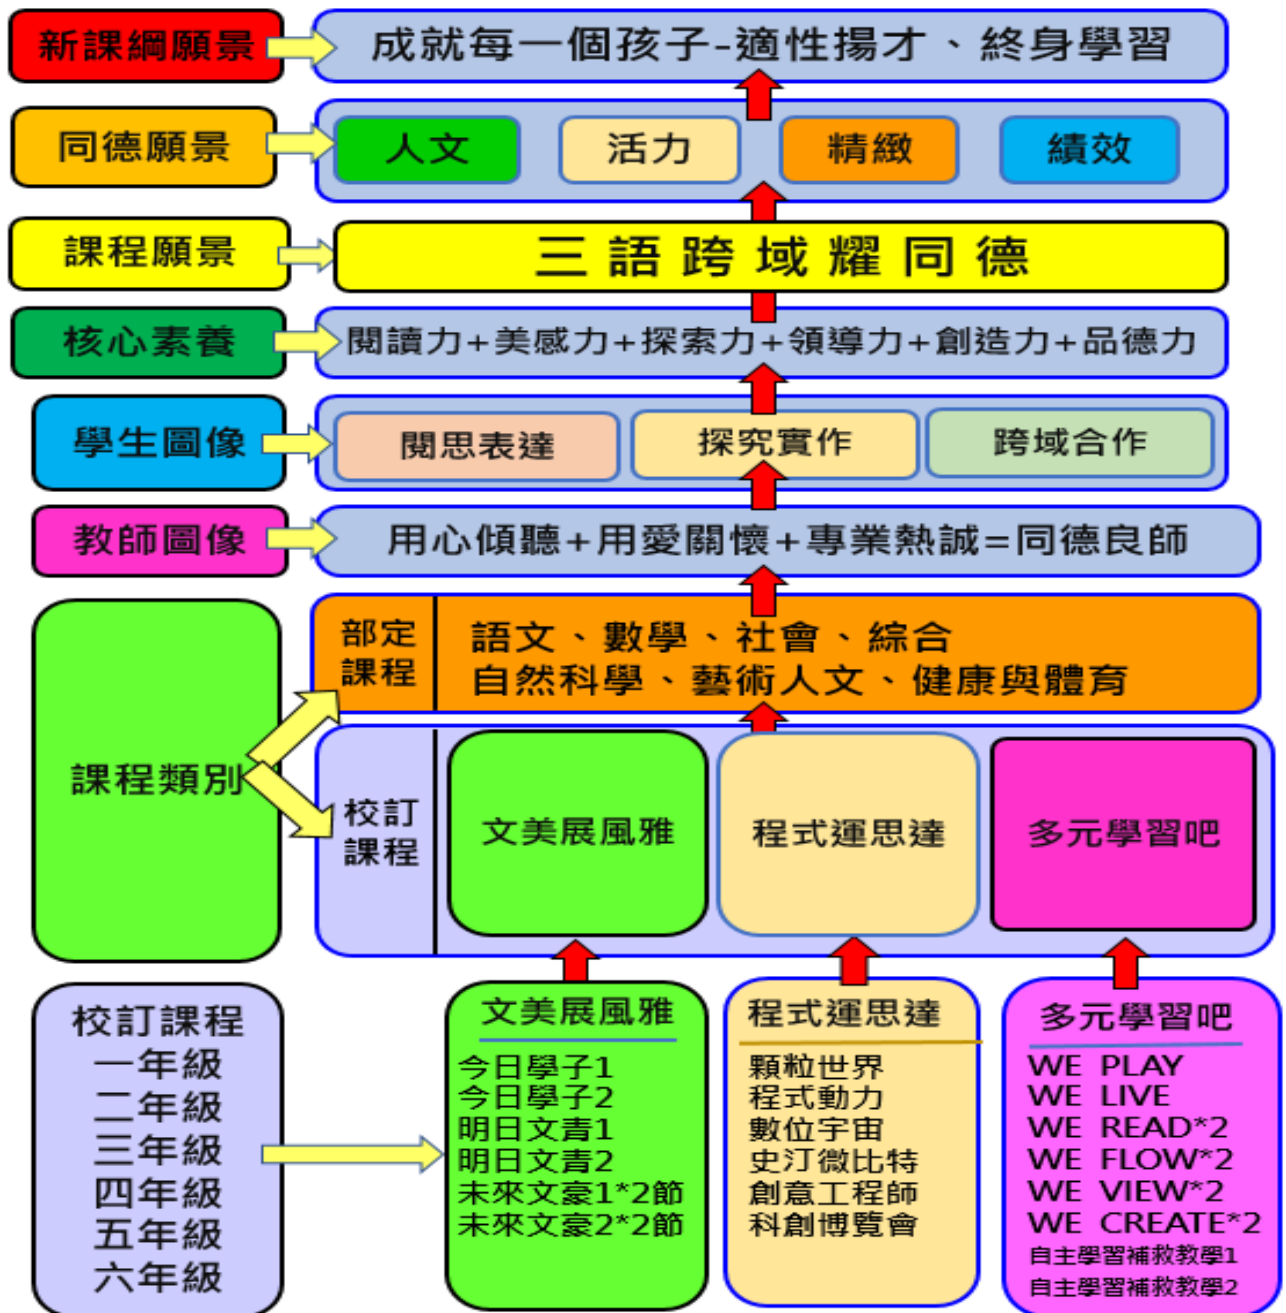 新課綱願景
成就每一個孩子-適性揚才、終身學習
同德願景
人文
活力
精緻
績效
課程願景
三語跨域耀同德
核心素養
閱讀力+美感力+探索力+領導力+創造力+品德力
學生圖像
閱思表達
探究實作
跨域合作
教師圖像
用心傾聽+用愛關懷+專業熱誠=同德良師
課程類別
部定
課程
語文、數學、社會、綜合
自然科學、藝術人文、健康與體育
校訂
課程
文美展風雅
程式運思達
多元學習吧
校訂課程
一年級
二年級
三年級
四年級
五年級
六年級
文美展風雅
今日學子1
今日學子2
明日文青1
明日文青2
未來文豪1*2節
未來文豪2*2節
程式運思達
顆粒世界
程式動力
數位宇宙
史汀微比特
創意工程師
科創博覽會
多元學習吧
WE PLAY
WE LIVE
WE READ*2
WE FLOW*2
WE VIEW*2
WE CREATE*2
自主學習補救教學1
自主學習補救教學2